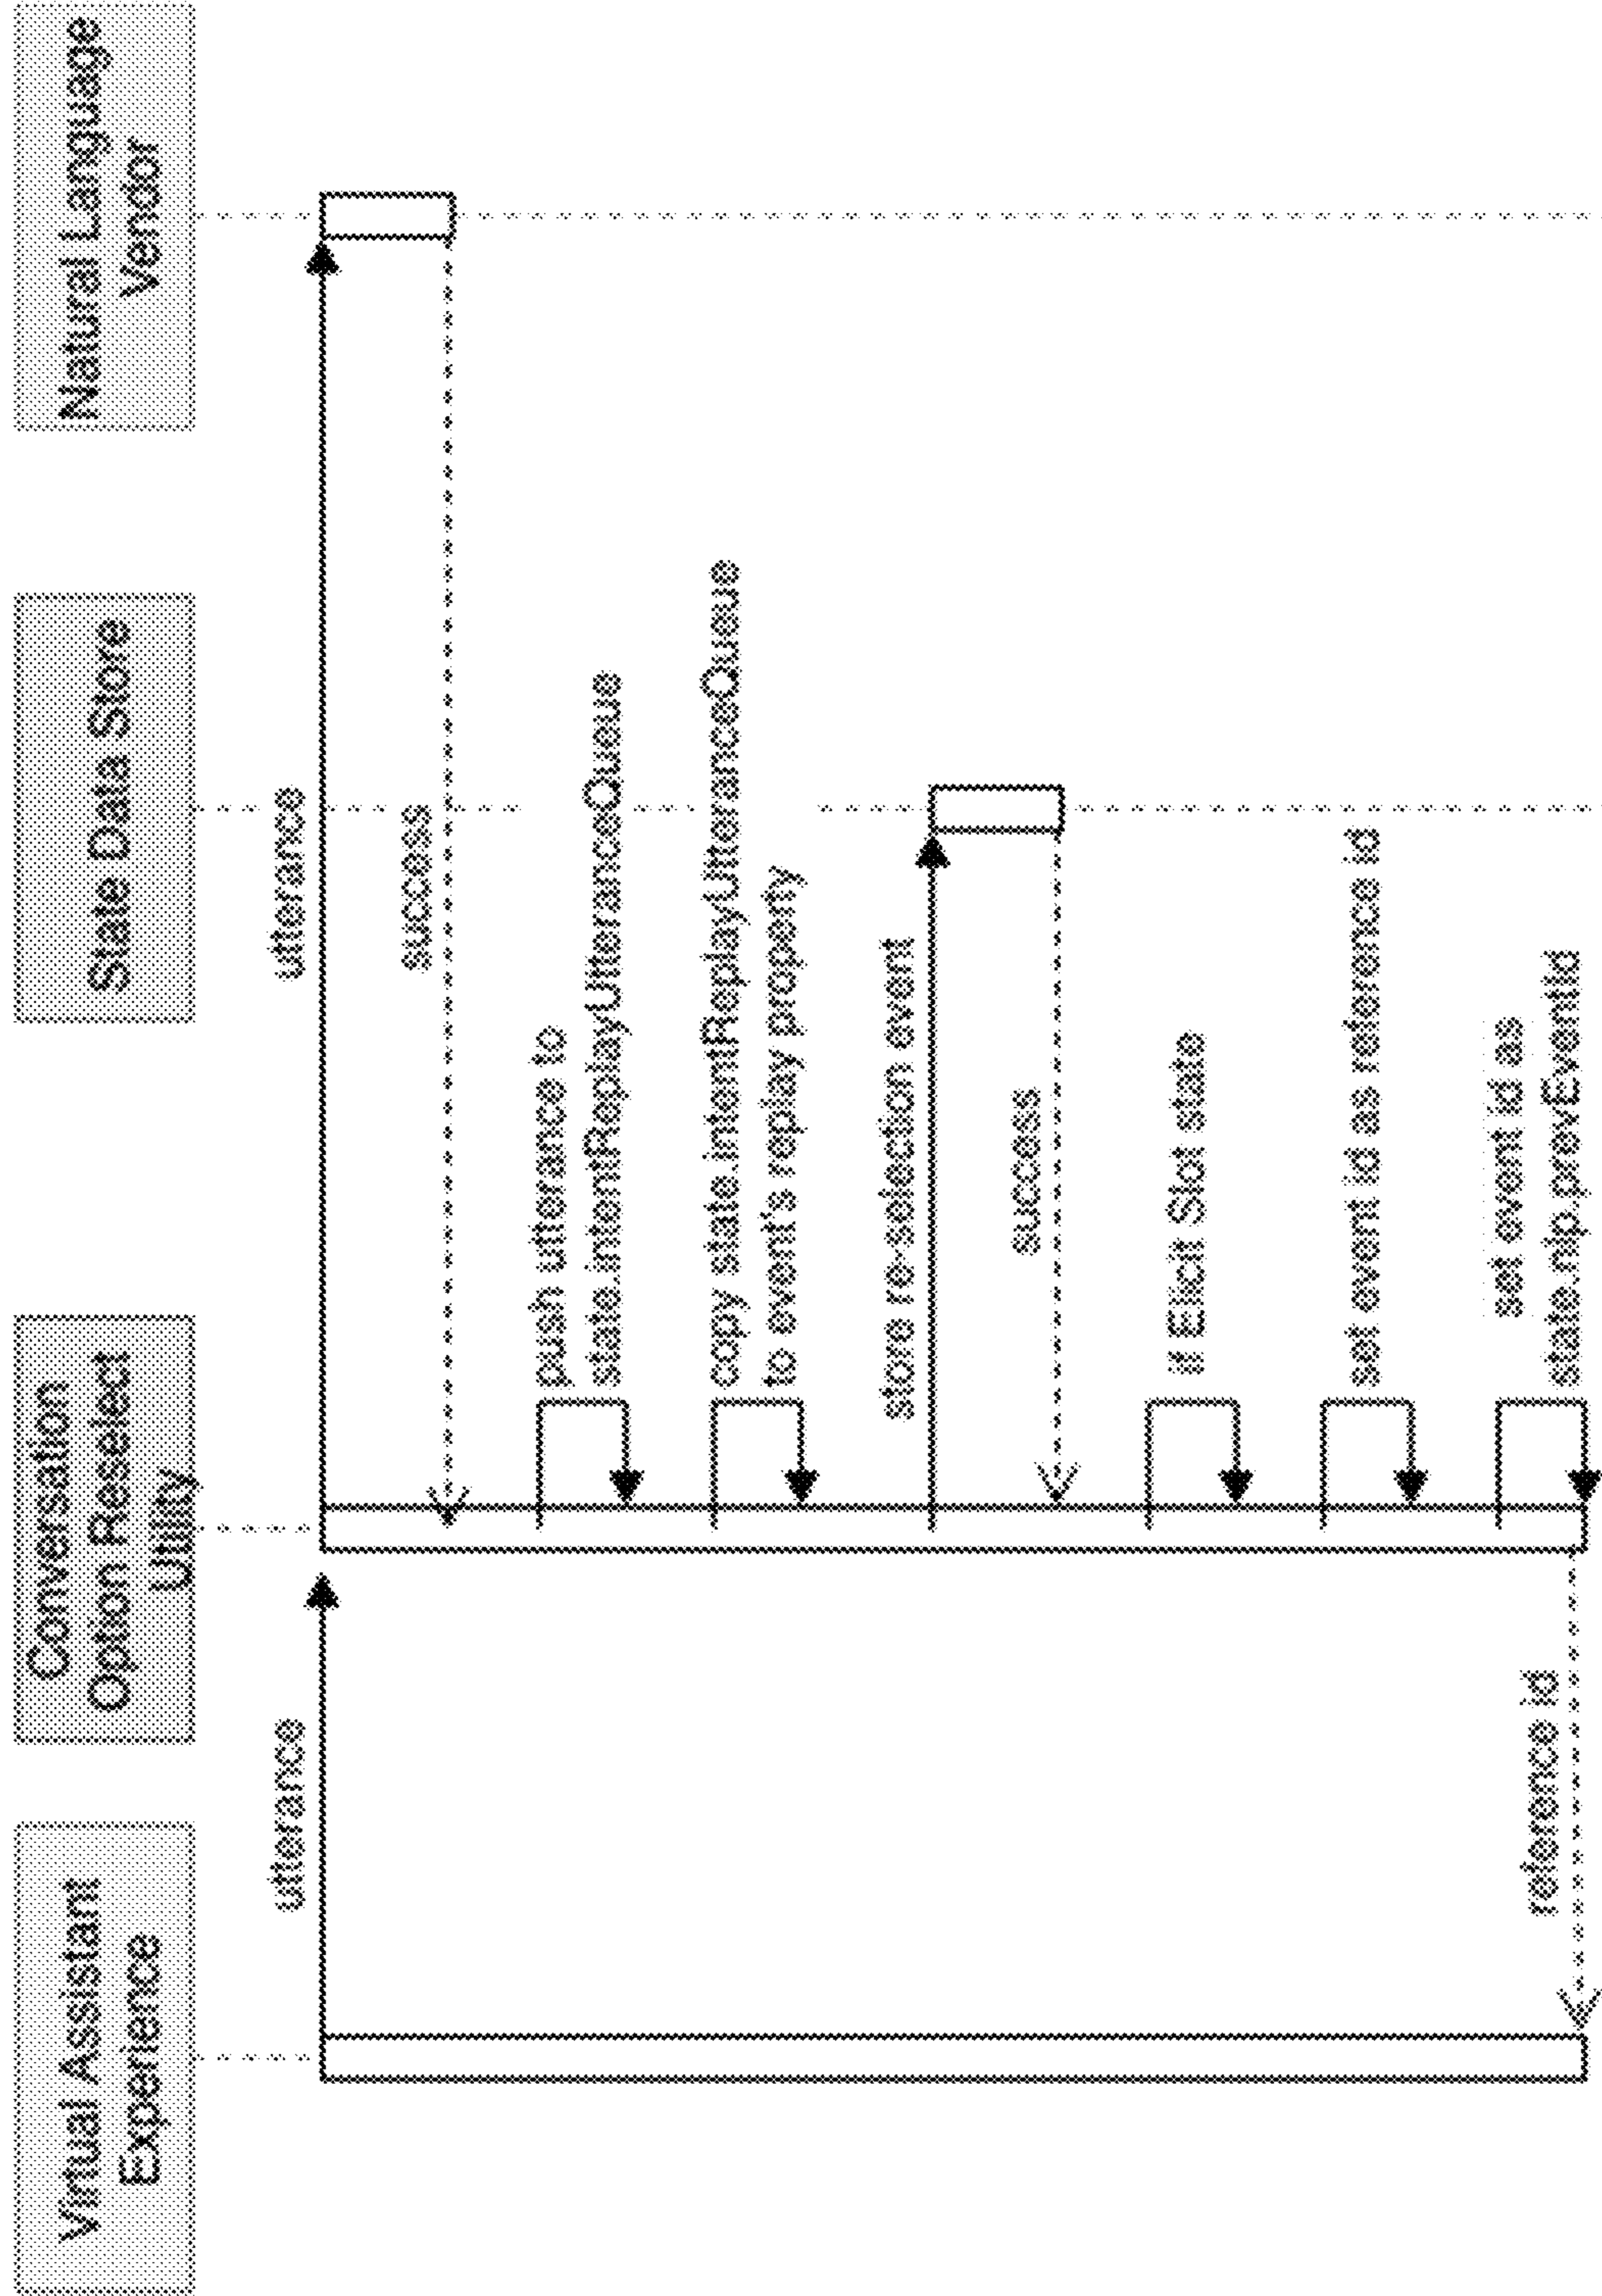 Virtual Assistant
Experience
Conversation
Option Reselect
Utility
State Data Store
Natural Language
Vendor
utterance
utterance
success
push utterance to
state.intentReplayUtteranceQueue
copy state.intentReplayUtteranceQueue
to event's replay property
store re-selection event
success
if Elicit Slot state
set event id as reference id
set event id as
state.nlp.prevEventId
reference id